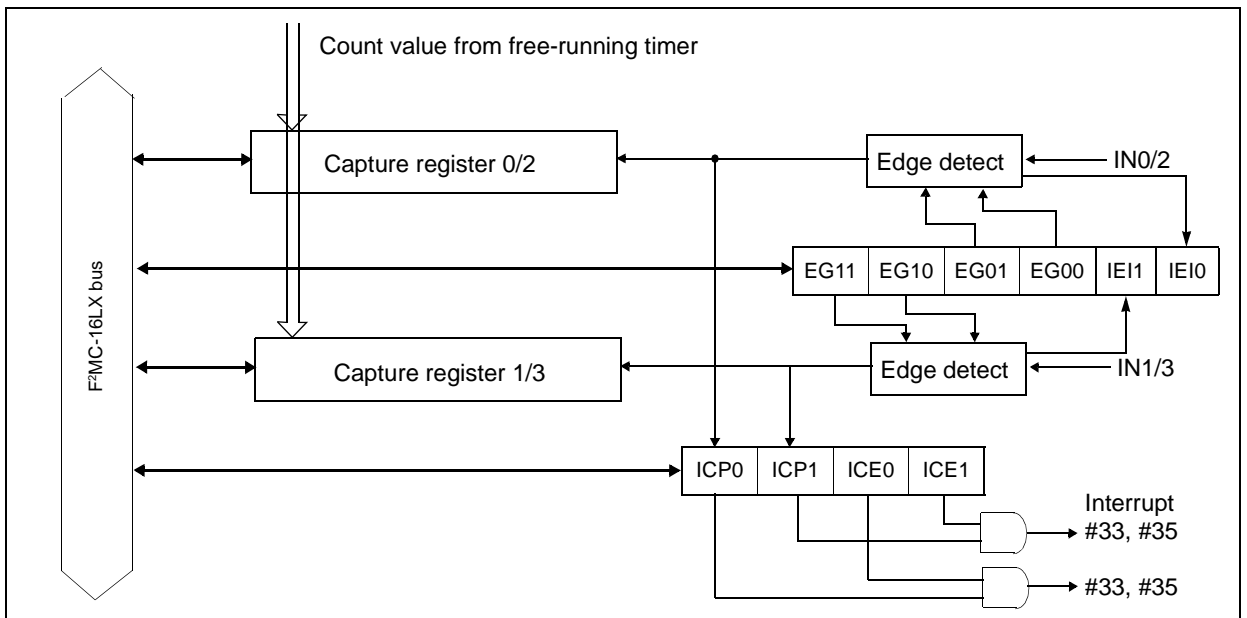 Count value from free-running timer
Capture register 0/2
Edge detect
IN0/2
F²MC-16LX bus
EG11 EG10 EG01 EG00 IEI1 IEI0
Capture register 1/3
Edge detect
IN1/3
ICP0 ICP1 ICE0 ICE1
Interrupt
#33, #35
#33, #35